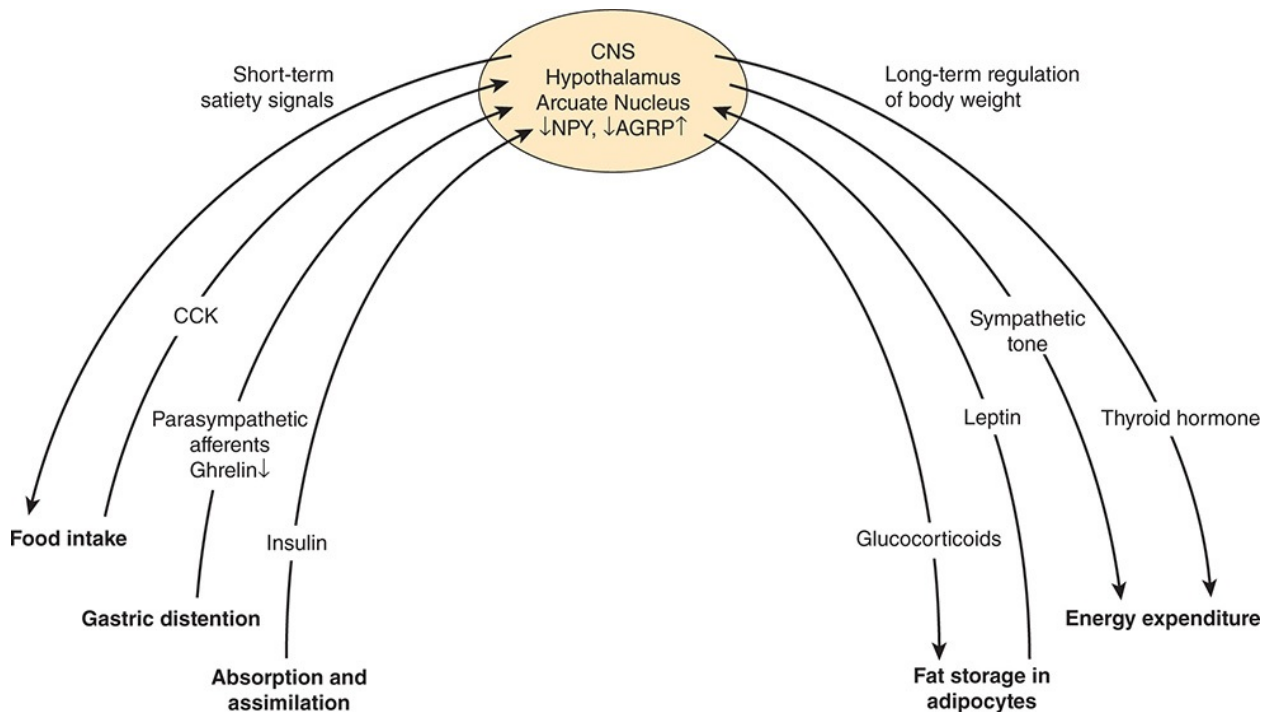 CNS
Hypothalamus
Arcuate Nucleus
↓NPY, ↓AGRP↑
Short-term
satiety signals
Long-term regulation
of body weight
CCK
Parasympathetic
afferents
Ghrelin↓
Insulin
Food intake
Gastric distention
Absorption and
assimilation
Sympathetic
tone
Leptin
Thyroid hormone
Glucocorticoids
Energy expenditure
Fat storage in
adipocytes